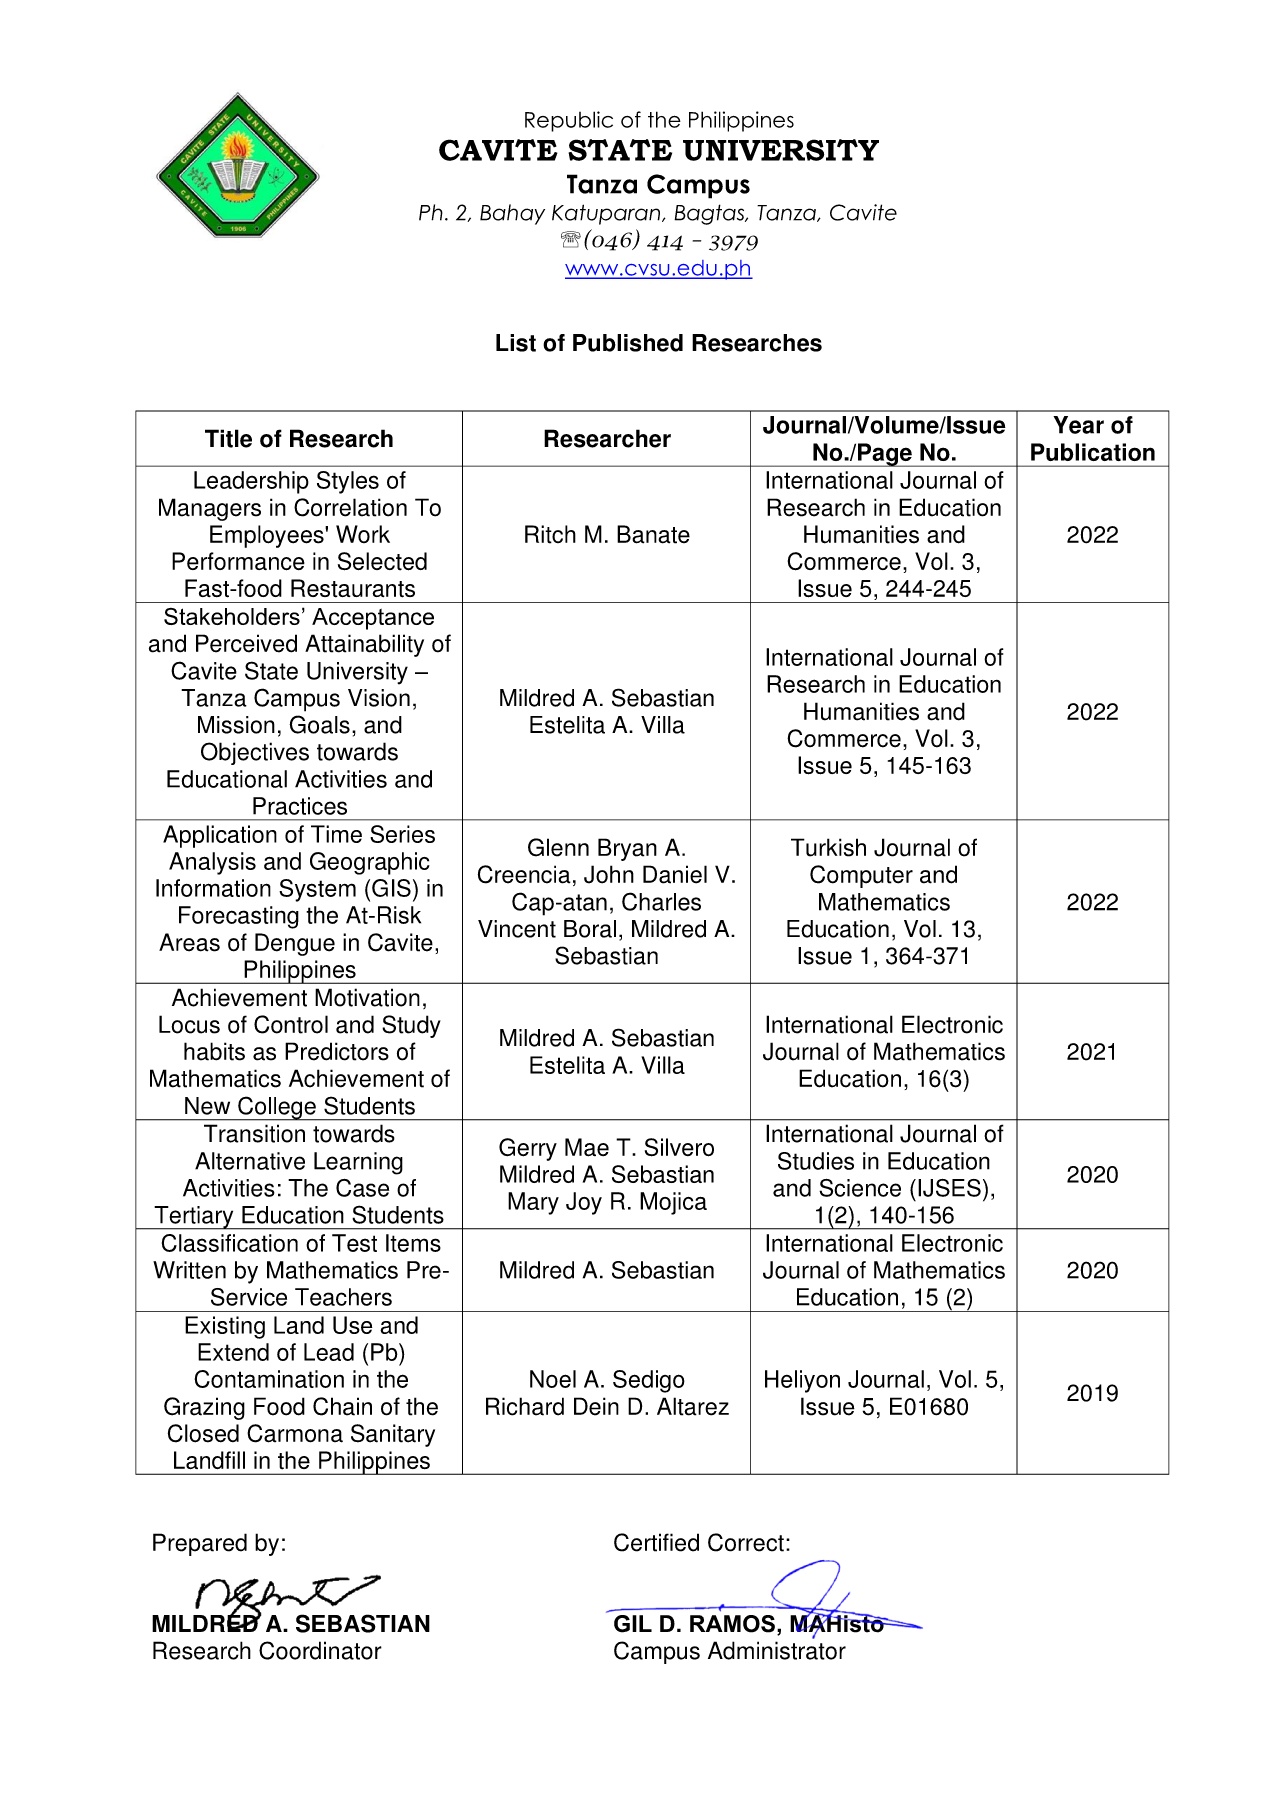 CAVITE STATE UNIVERSITY
CAVITE
PHILIPPINES
1906
Republic of the Philippines
CAVITE STATE UNIVERSITY
Tanza Campus
Ph. 2, Bahay Katuparan, Bagtas, Tanza, Cavite
☏(046) 414 - 3979
www.cvsu.edu.ph
List of Published Researches
Title of Research
Researcher
Journal/Volume/Issue
No./Page No.
Year of
Publication
Leadership Styles of
Managers in Correlation To
Employees' Work
Performance in Selected
Fast-food Restaurants
Ritch M. Banate
International Journal of
Research in Education
Humanities and
Commerce, Vol. 3,
Issue 5, 244-245
2022
Stakeholders’ Acceptance
and Perceived Attainability of
Cavite State University –
Tanza Campus Vision,
Mission, Goals, and
Objectives towards
Educational Activities and
Practices
Mildred A. Sebastian
Estelita A. Villa
International Journal of
Research in Education
Humanities and
Commerce, Vol. 3,
Issue 5, 145-163
2022
Application of Time Series
Analysis and Geographic
Information System (GIS) in
Forecasting the At-Risk
Areas of Dengue in Cavite,
Philippines
Glenn Bryan A.
Creencia, John Daniel V.
Cap-atan, Charles
Vincent Boral, Mildred A.
Sebastian
Turkish Journal of
Computer and
Mathematics
Education, Vol. 13,
Issue 1, 364-371
2022
Achievement Motivation,
Locus of Control and Study
habits as Predictors of
Mathematics Achievement of
New College Students
Mildred A. Sebastian
Estelita A. Villa
International Electronic
Journal of Mathematics
Education, 16(3)
2021
Transition towards
Alternative Learning
Activities: The Case of
Tertiary Education Students
Gerry Mae T. Silvero
Mildred A. Sebastian
Mary Joy R. Mojica
International Journal of
Studies in Education
and Science (IJSES),
1(2), 140-156
2020
Classification of Test Items
Written by Mathematics Pre-
Service Teachers
Mildred A. Sebastian
International Electronic
Journal of Mathematics
Education, 15 (2)
2020
Existing Land Use and
Extend of Lead (Pb)
Contamination in the
Grazing Food Chain of the
Closed Carmona Sanitary
Landfill in the Philippines
Noel A. Sedigo
Richard Dein D. Altarez
Heliyon Journal, Vol. 5,
Issue 5, E01680
2019
Prepared by:
MILDRED A. SEBASTIAN
Research Coordinator
Certified Correct:
GIL D. RAMOS, MAHisto
Campus Administrator